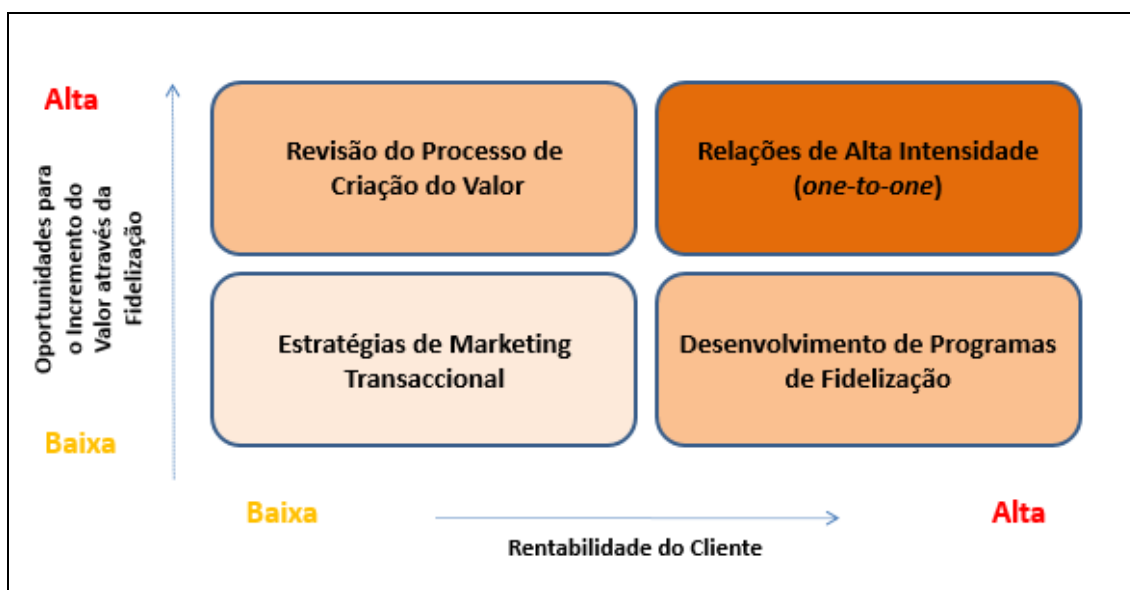 Alta
Oportunidades para
o Incremento do
Valor através da
Fidelização
Baixa
Revisão do Processo de
Criação do Valor
Relações de Alta Intensidade
(one-to-one)
Estratégias de Marketing
Transaccional
Desenvolvimento de Programas
de Fidelização
Baixa
Alta
Rentabilidade do Cliente